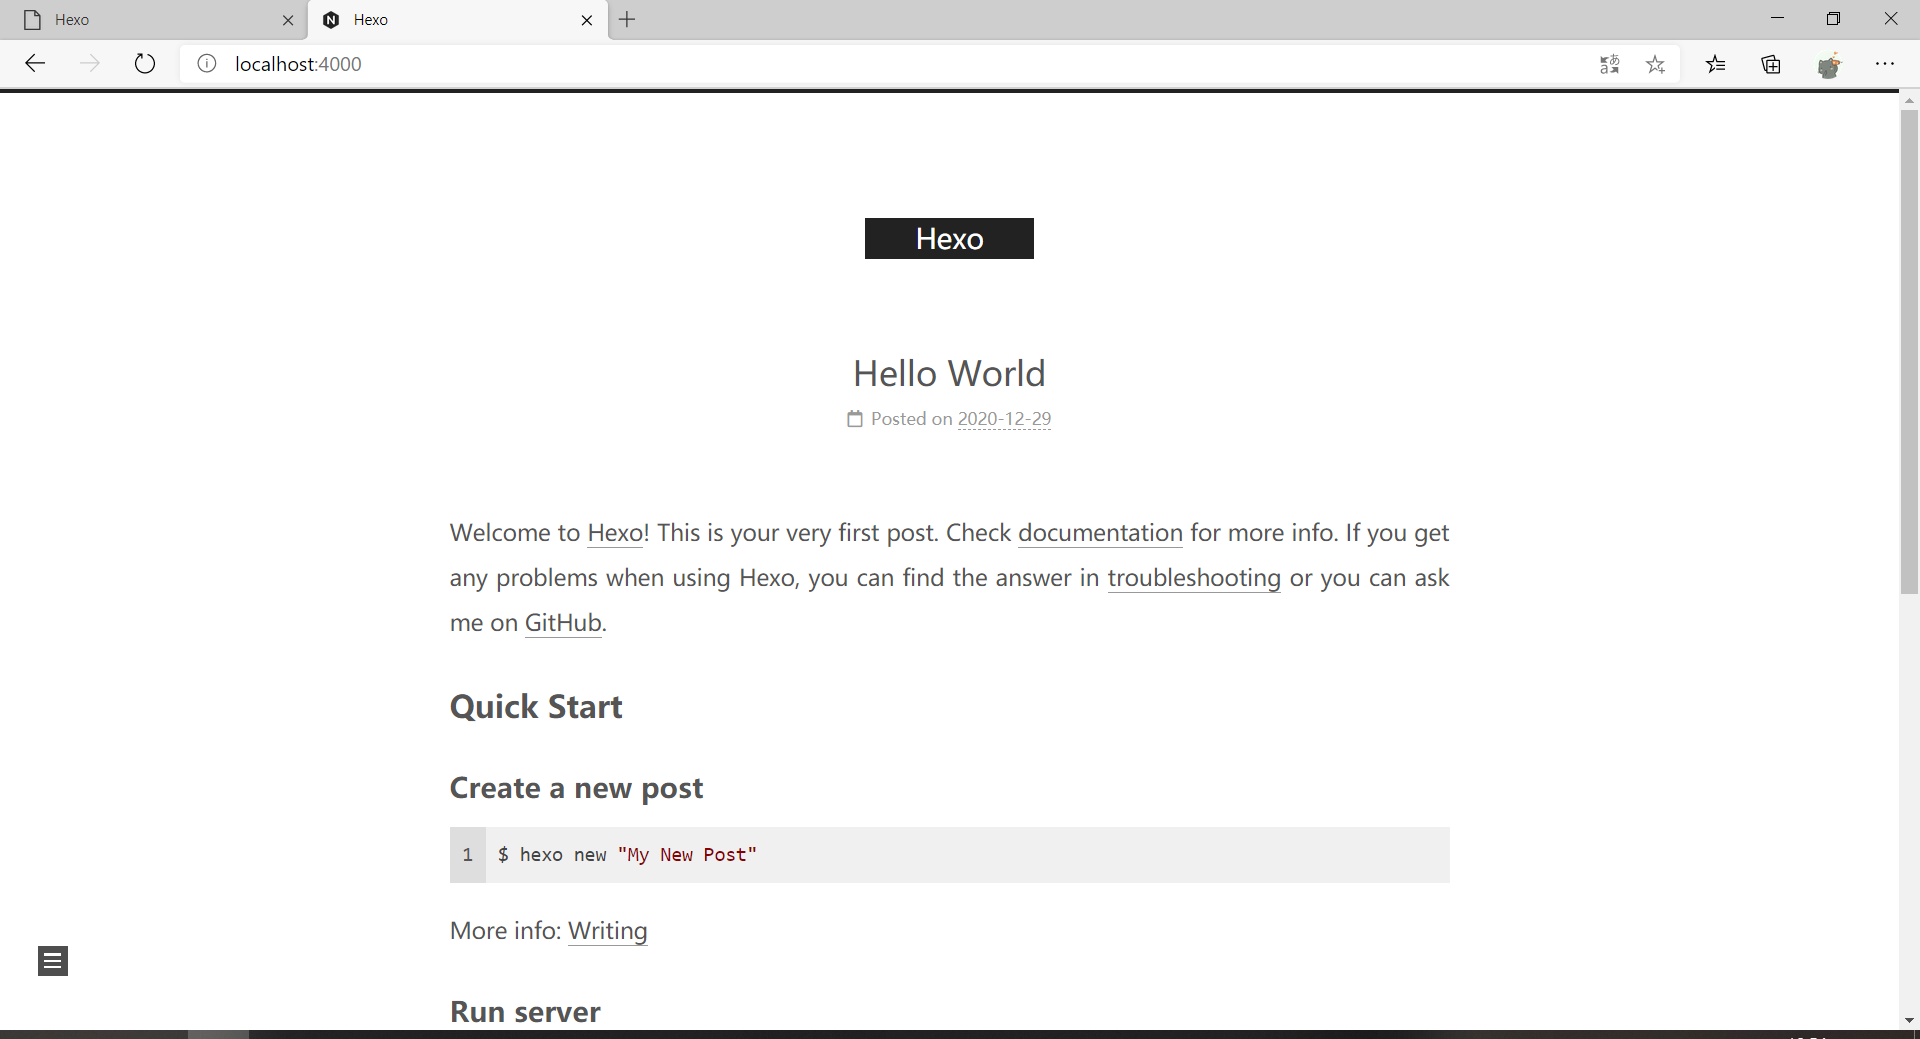 Hexo
Hexo
localhost:4000
Hexo
Hello World
Posted on 2020-12-29
Welcome to Hexo! This is your very first post. Check documentation for more info. If you get
any problems when using Hexo, you can find the answer in troubleshooting or you can ask
me on GitHub.
Quick Start
Create a new post
1 $ hexo new "My New Post"
More info: Writing
Run server